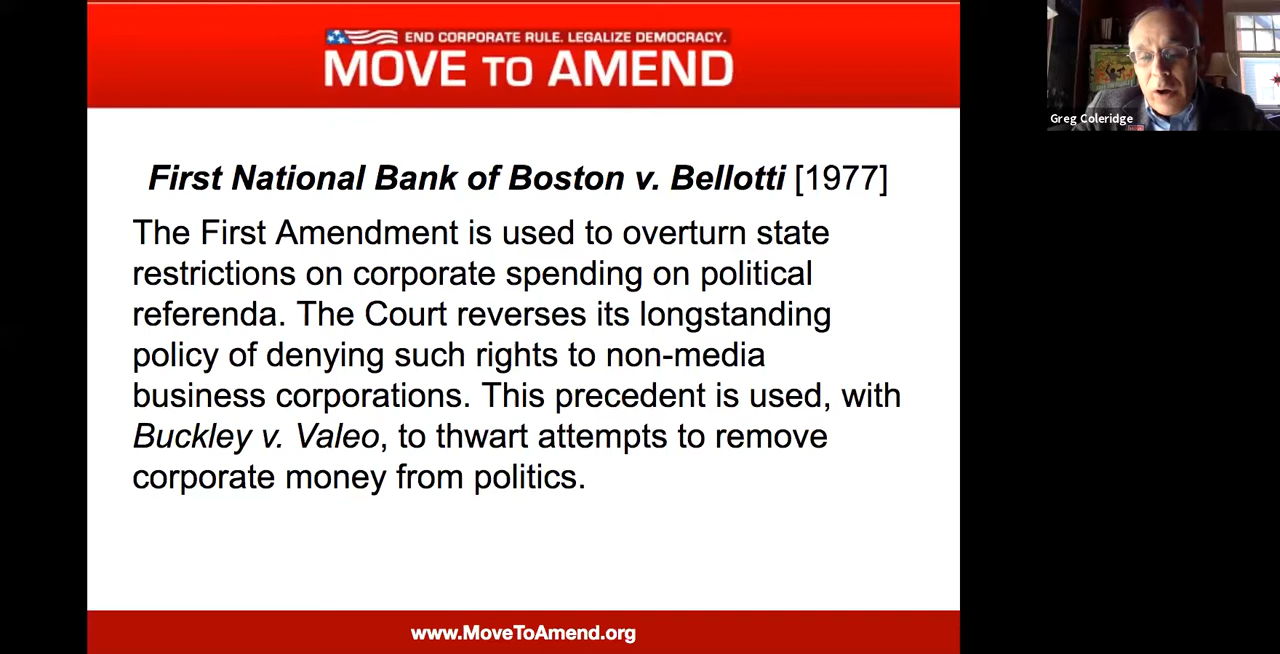 END CORPORATE RULE. LEGALIZE DEMOCRACY.
MOVE TO AMEND
First National Bank of Boston v. Bellotti [1977]
The First Amendment is used to overturn state
restrictions on corporate spending on political
referenda. The Court reverses its longstanding
policy of denying such rights to non-media
business corporations. This precedent is used, with
Buckley v. Valeo, to thwart attempts to remove
corporate money from politics.
www.MoveToAmend.org
Greg Coleridge